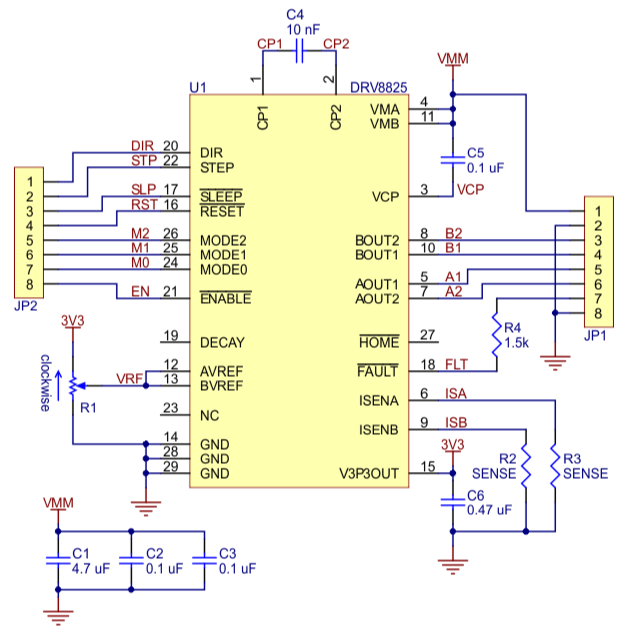 C4
10 nF
CP1 CP2
1 2
U1 DRV8825
CP1 CP2
VMM
VMA 4
VMB 11
C5
0.1 uF
VCP 3 VCP
DIR 20 DIR
STP 22 STEP
SLP 17 SLEEP
RST 16 RESET
M2 26 MODE2
M1 25 MODE1
M0 24 MODE0
EN 21 ENABLE
1
2
3
4
5
6
7
8
JP2
BOUT2 8 B2
BOUT1 10 B1
AOUT1 5 A1
AOUT2 7 A2
1
2
3
4
5
6
7
8
JP1
19 DECAY
HOME 27
R4
1.5k
3V3
clockwise
R1
VRF
12 AVREF
13 BVREF
FAULT 18 FLT
23 NC
ISENA 6 ISA
ISENB 9 ISB
14 GND
28 GND
29 GND
3V3
V3P3OUT 15
R2
SENSE
R3
SENSE
C6
0.47 uF
VMM
C1
4.7 uF
C2
0.1 uF
C3
0.1 uF